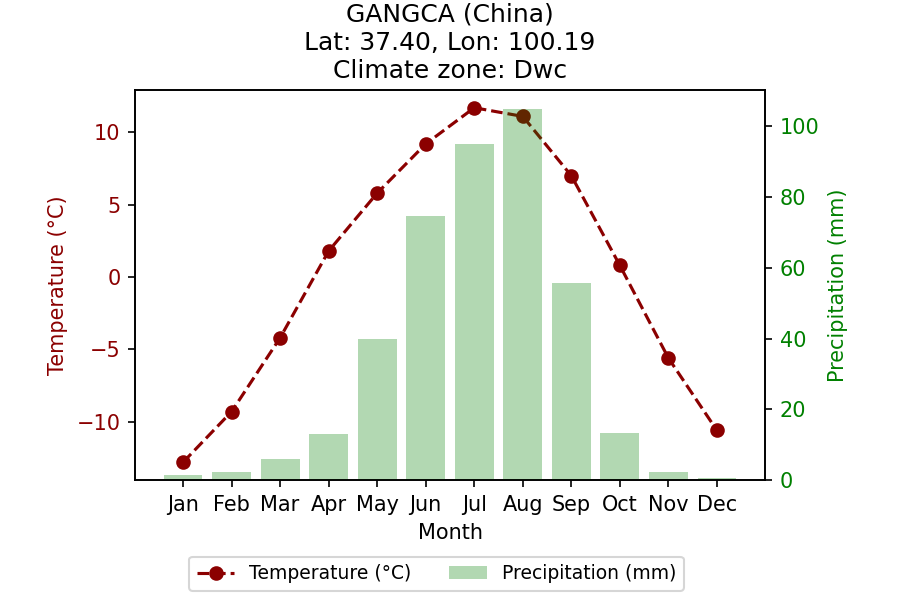 GANGCA (China)
Lat: 37.40, Lon: 100.19
Climate zone: Dwc
Temperature (°C)
10
5
0
−5
−10
Precipitation (mm)
100
80
60
40
20
0
Jan Feb Mar Apr May Jun Jul Aug Sep Oct Nov Dec
Month
Temperature (°C) Precipitation (mm)